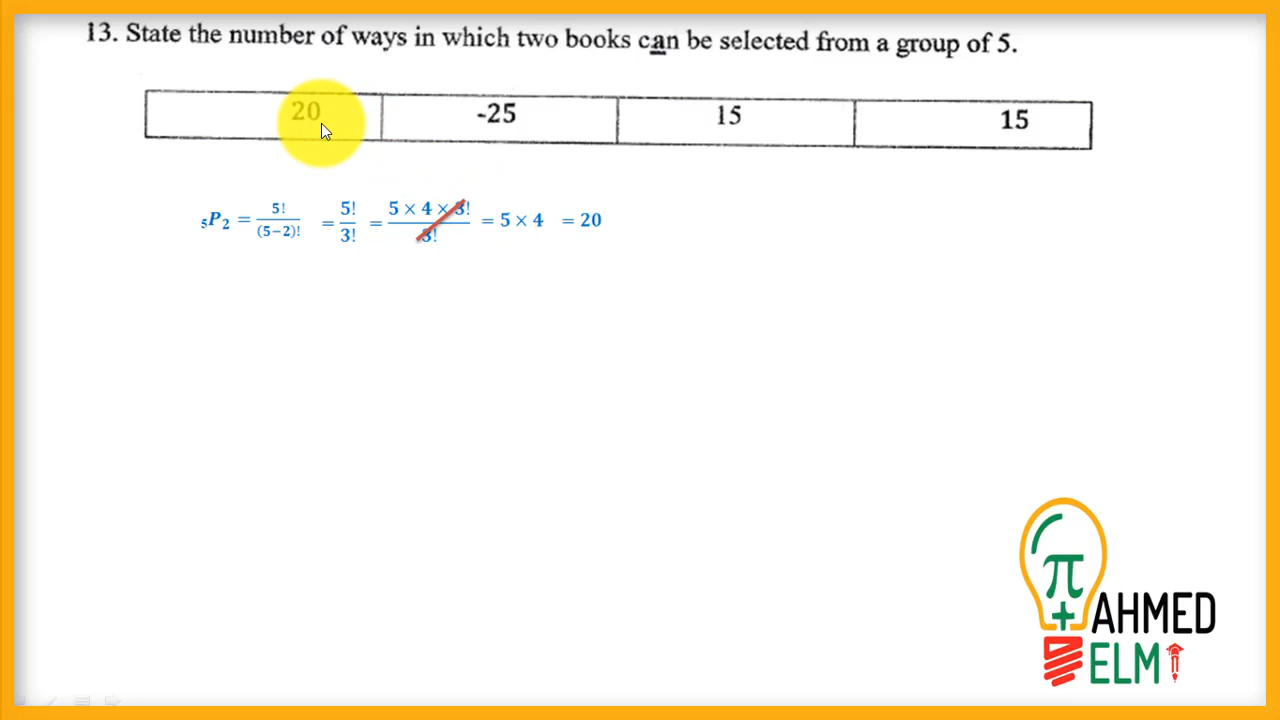 13. State the number of ways in which two books can be selected from a group of 5.
20 -25 15 15
₅P₂ = 5!/(5−2)! = 5!/3! = 5 × 4 × 3!/3! = 5 × 4 = 20
π
+AHMED
ELMI